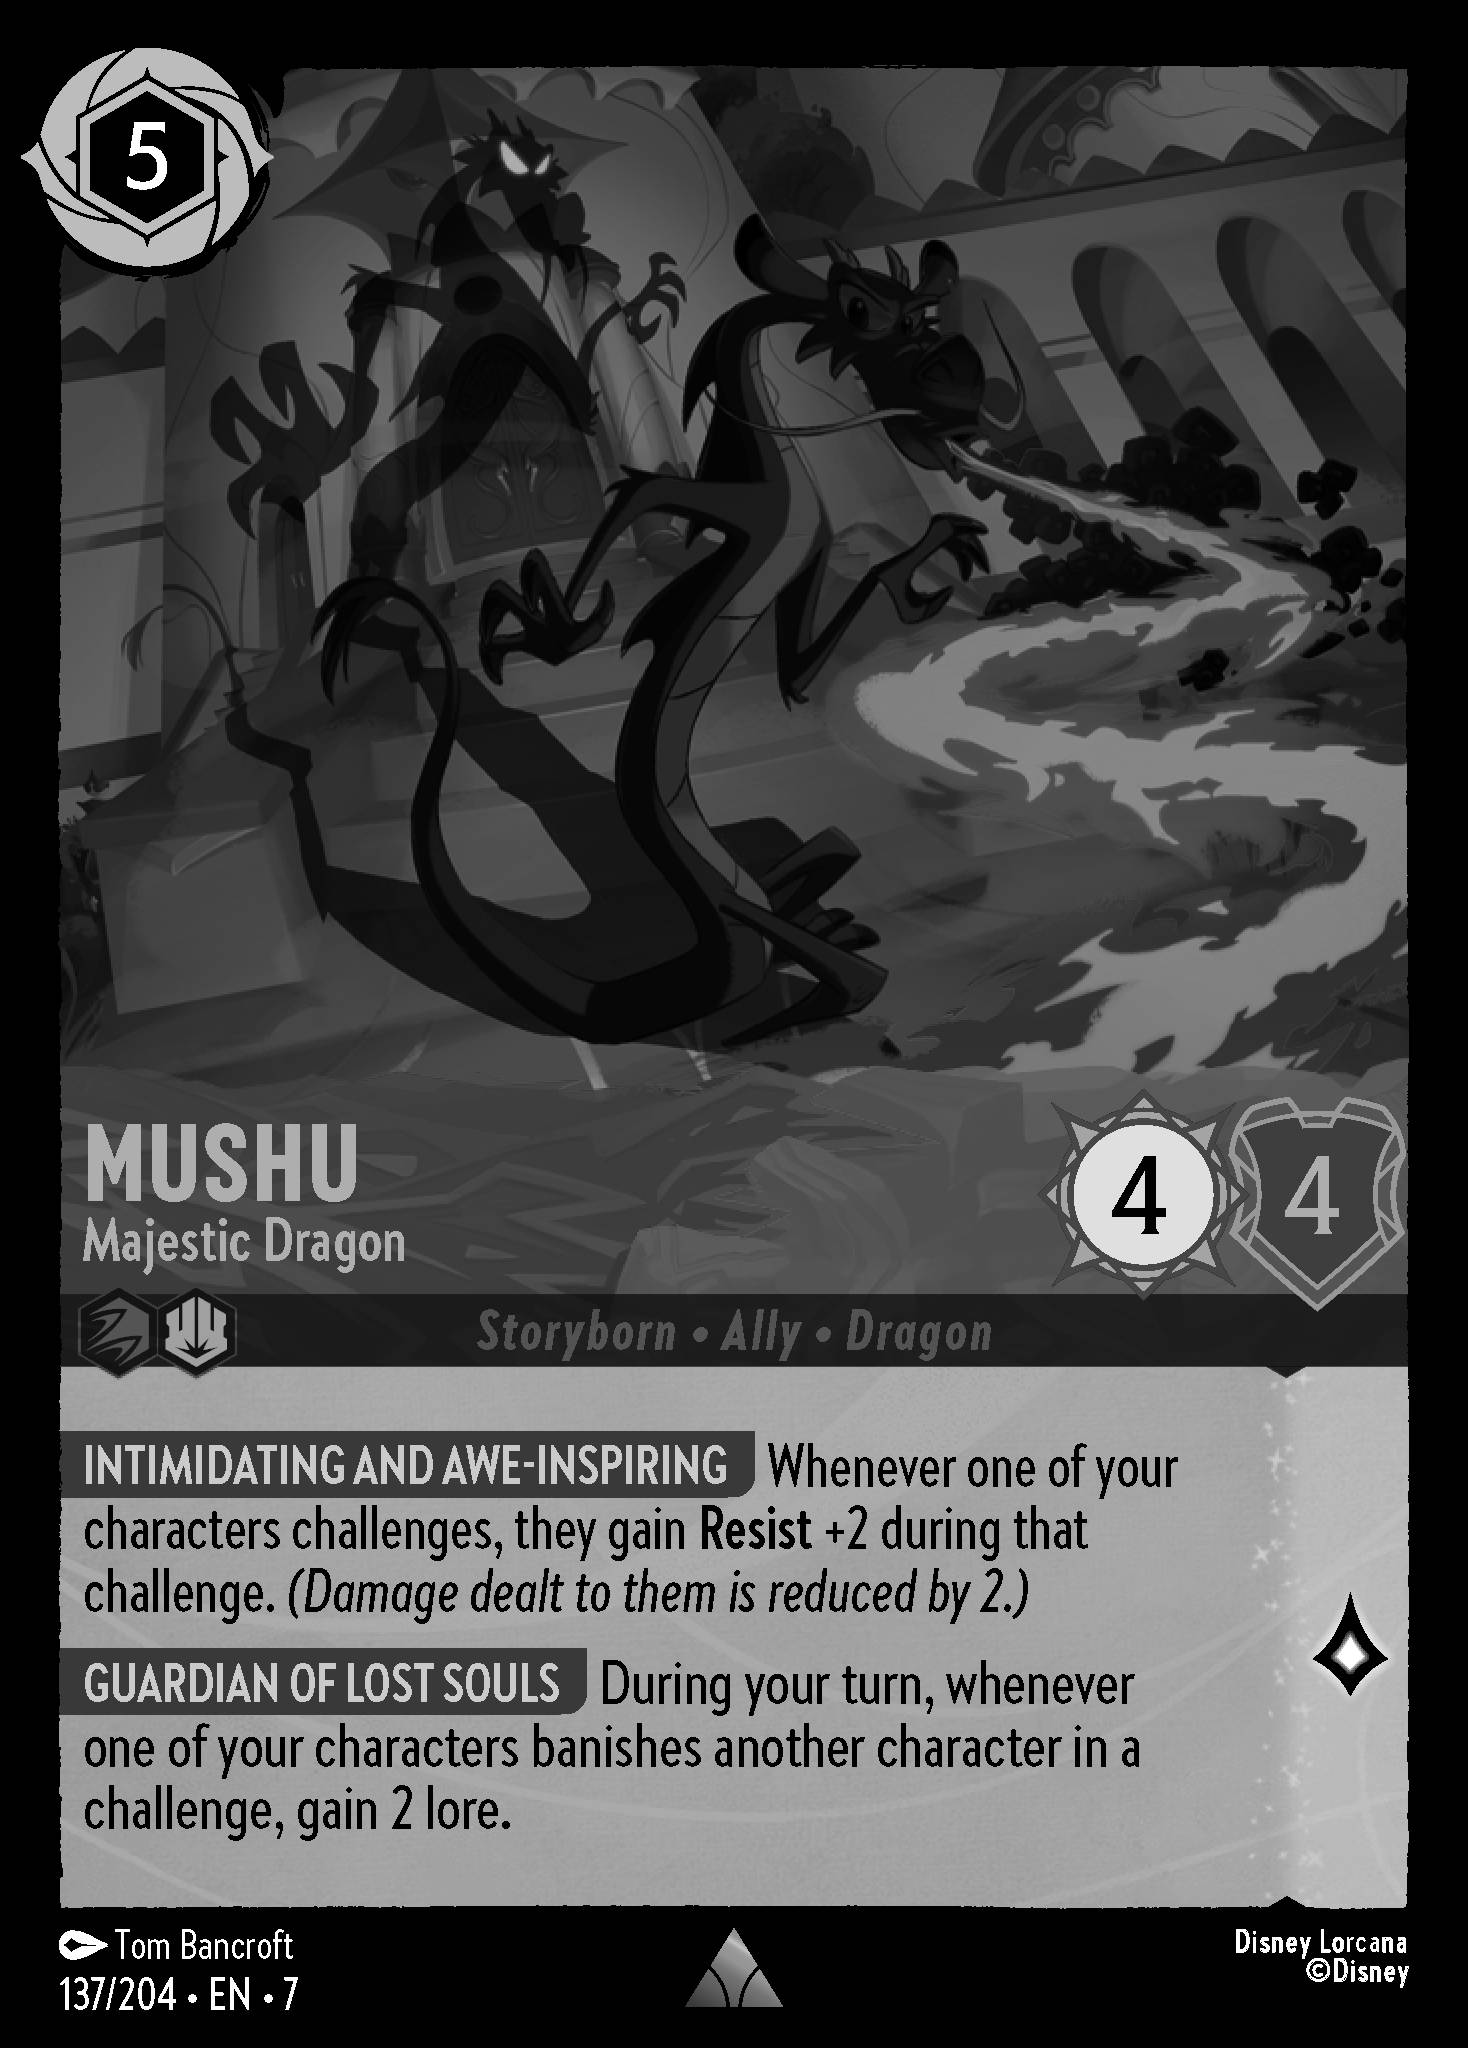 5
MUSHU
Majestic Dragon
4 4
Storyborn • Ally • Dragon
INTIMIDATING AND AWE-INSPIRING Whenever one of your
characters challenges, they gain Resist +2 during that
challenge. (Damage dealt to them is reduced by 2.)
GUARDIAN OF LOST SOULS During your turn, whenever
one of your characters banishes another character in a
challenge, gain 2 lore.
Tom Bancroft
137/204 • EN • 7
Disney Lorcana
©Disney